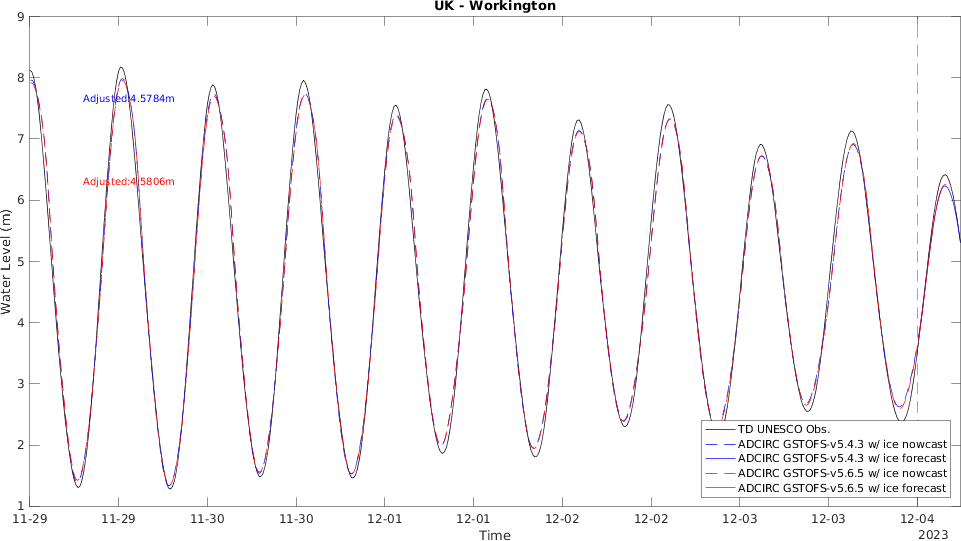 UK - Workington
9
8
7
6
5
4
3
2
1
Water Level (m)
Adjusted:4.5784m
Adjusted:4.5806m
TD UNESCO Obs.
ADCIRC GSTOFS-v5.4.3 w/ ice nowcast
ADCIRC GSTOFS-v5.4.3 w/ ice forecast
ADCIRC GSTOFS-v5.6.5 w/ ice nowcast
ADCIRC GSTOFS-v5.6.5 w/ ice forecast
11-29 11-29 11-30 11-30 12-01 12-01 12-02 12-02 12-03 12-03 12-04
Time
2023